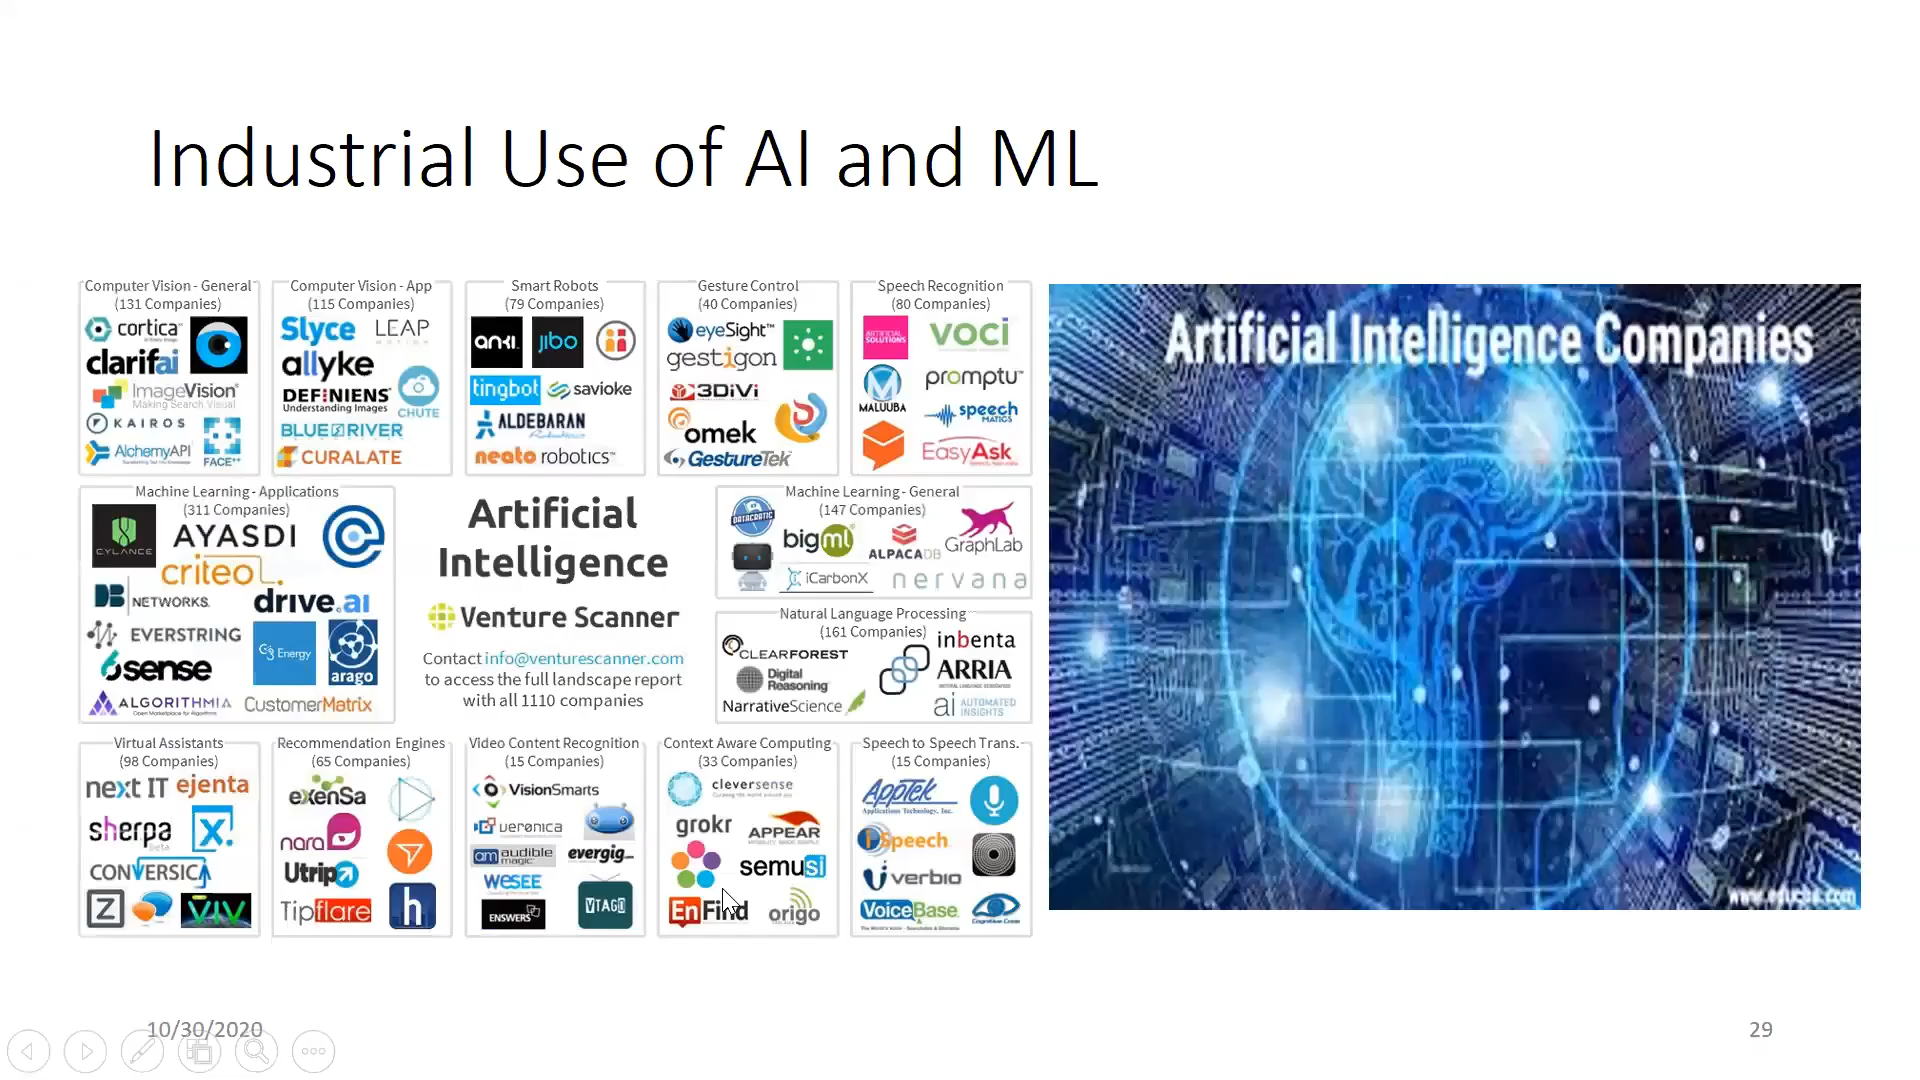 Industrial Use of AI and ML
Computer Vision - General
(131 Companies)
cortica
clarifai
ImageVision
Making Search Visual
KAIROS
AlchemyAPI
FACE++
Computer Vision - App
(115 Companies)
Slyce
LEAP
MOTION
allyke
DEFINIENS
Understanding Images
CHUTE
BLUE RIVER
CURALATE
Smart Robots
(79 Companies)
anki
jibo
tingbot
savioke
ALDEBARAN
Robotics
neato robotics™
Gesture Control
(40 Companies)
eyeSight™
gestigon
3DiVi
omek
GestureTek
Speech Recognition
(80 Companies)
ARTIFICIAL
SOLUTIONS
voci
MALUUBA
promptu
speech
MATICS
EasyAsk
Machine Learning - Applications
(311 Companies)
CYLANCE
AYASDI
criteo
DB NETWORKS
drive.ai
EVERSTRING
6sense
C3 Energy
arago
ALGORITHMIA
Open Marketplace for Algorithms
CustomerMatrix
Artificial
Intelligence
Venture Scanner
Contact info@venturescanner.com
to access the full landscape report
with all 1110 companies
Machine Learning - General
(147 Companies)
DATACRATIC
bigml
ALPACADB
GraphLab
iCarbonX
nervana
Natural Language Processing
(161 Companies)
CLEARFOREST
inbenta
Digital
Reasoning
ARRIA
NATURAL LANGUAGE GENERATION
NarrativeScience
ai AUTOMATED
INSIGHTS
Virtual Assistants
(98 Companies)
next IT
ejenta
sherpa
beta
x.
CONVERSICA
Z
VIV
Recommendation Engines
(65 Companies)
exenSa
nara
Utrip
Tipflare
h
Video Content Recognition
(15 Companies)
VisionSmarts
veronica
am audible
magic
evergig
WESEE
ENSWERS
VTAGO
Context Aware Computing
(33 Companies)
cleversense
grokr
APPEAR
semusi
EnFind
origo
Speech to Speech Trans.
(15 Companies)
AppTek
Applications Technology, Inc.
iSpeech
iverbio
VoiceBase
Cognitive Code
Artificial Intelligence Companies
www.educba.com
10/30/2020
29